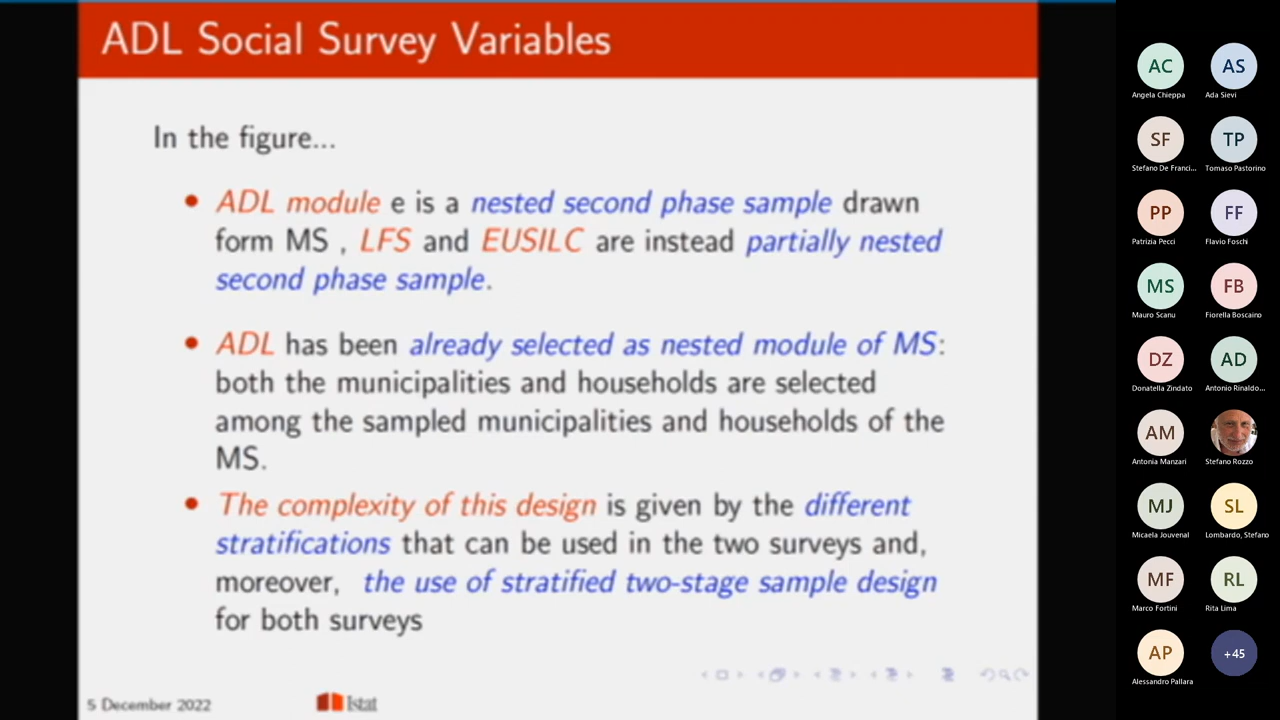 ADL Social Survey Variables
In the figure...
ADL module e is a nested second phase sample drawn
form MS , LFS and EUSILC are instead partially nested
second phase sample.
ADL has been already selected as nested module of MS:
both the municipalities and households are selected
among the sampled municipalities and households of the
MS.
The complexity of this design is given by the different
stratifications that can be used in the two surveys and,
moreover, the use of stratified two-stage sample design
for both surveys
5 December 2022
Istat
AC
AS
Angela Chieppa
Ada Sievi
SF
TP
Stefano De Franci...
Tomaso Pastorino
PP
FF
Patrizia Pecci
Flavio Foschi
MS
FB
Mauro Scanu
Fiorella Boscaino
DZ
AD
Donatella Zindato
Antonio Rinaldo...
AM
Antonia Manzari
Stefano Rozzo
MJ
SL
Micaela Jouvenal
Lombardo, Stefano
MF
RL
Marco Fortini
Rita Lima
AP
+45
Alessandro Pallara